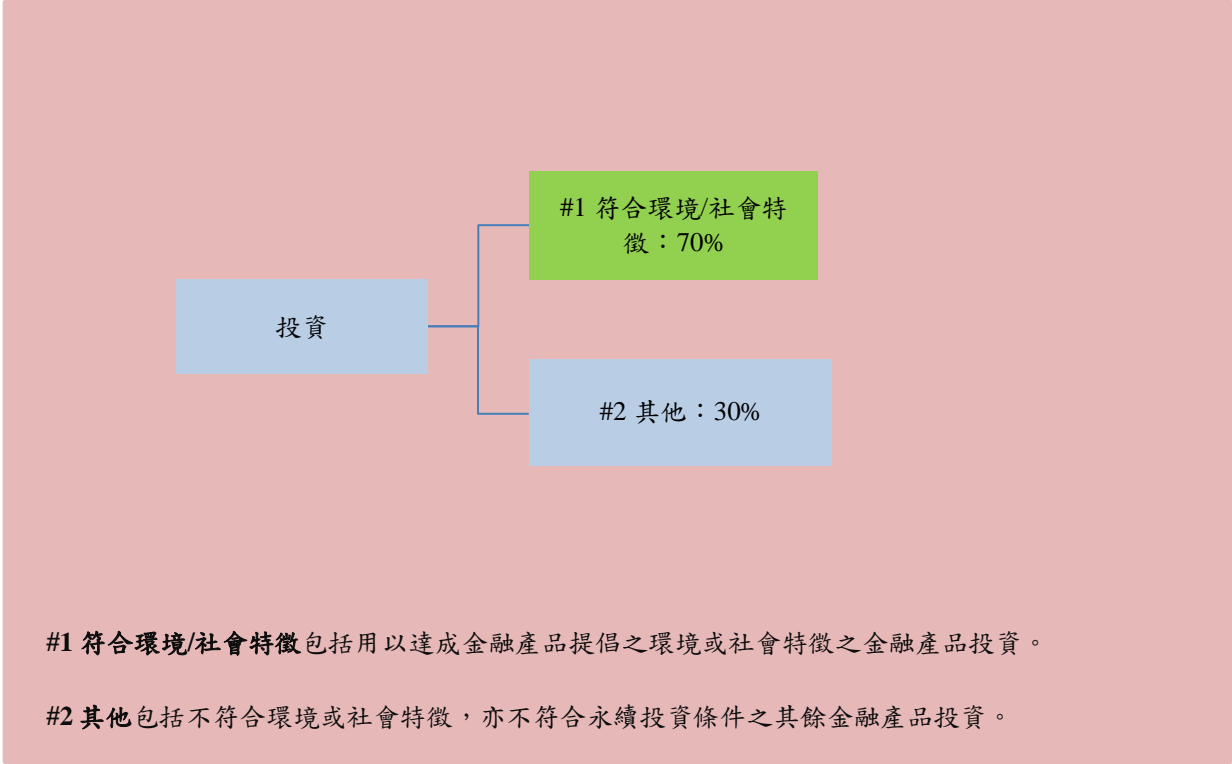 #1 符合環境/社會特
徵：70%
投資
#2 其他：30%
#1 符合環境/社會特徵包括用以達成金融產品提倡之環境或社會特徵之金融產品投資。
#2 其他包括不符合環境或社會特徵，亦不符合永續投資條件之其餘金融產品投資。